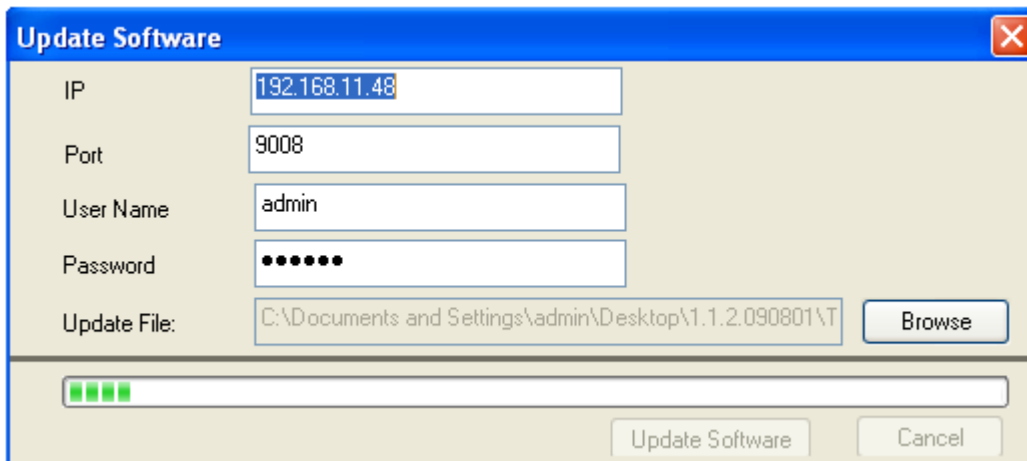 Update Software
IP
192.168.11.48
Port
9008
User Name
admin
Password
••••••
Update File:
C:\Documents and Settings\admin\Desktop\1.1.2.090801\T
Browse
Update Software
Cancel